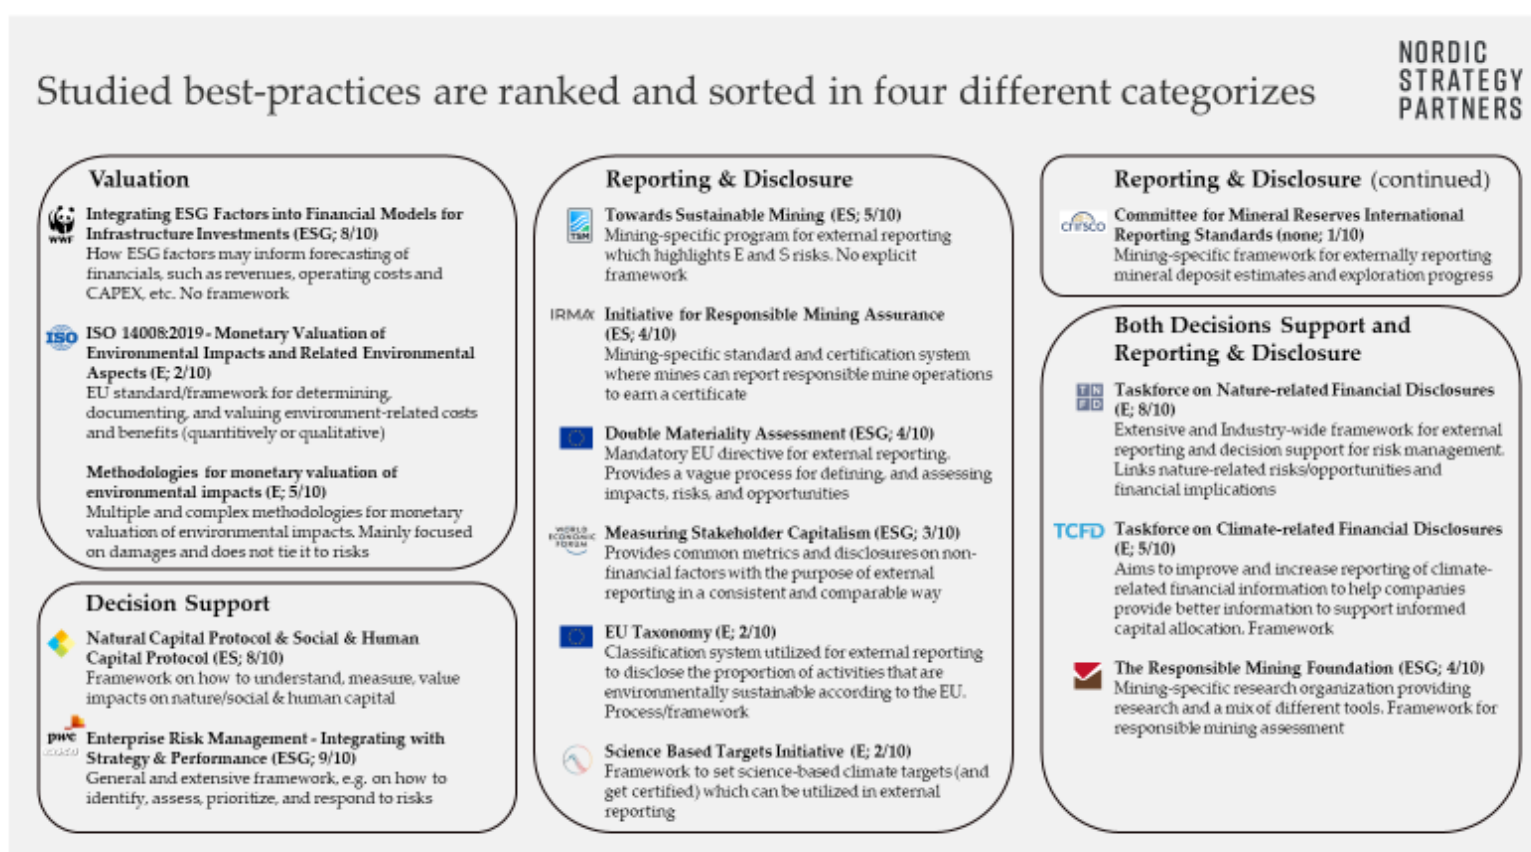 Studied best-practices are ranked and sorted in four different categorizes
NORDIC
STRATEGY
PARTNERS
Valuation
WWF
Integrating ESG Factors into Financial Models for
Infrastructure Investments (ESG; 8/10)
How ESG factors may inform forecasting of
financials, such as revenues, operating costs and
CAPEX, etc. No framework
ISO
ISO 14008:2019 - Monetary Valuation of
Environmental Impacts and Related Environmental
Aspects (E; 2/10)
EU standard/framework for determining,
documenting, and valuing environment-related costs
and benefits (quantitively or qualitative)
Methodologies for monetary valuation of
environmental impacts (E; 5/10)
Multiple and complex methodologies for monetary
valuation of environmental impacts. Mainly focused
on damages and does not tie it to risks
Decision Support
Natural Capital Protocol & Social & Human
Capital Protocol (ES; 8/10)
Framework on how to understand, measure, value
impacts on nature/social & human capital
pwc
Enterprise Risk Management - Integrating with
Strategy & Performance (ESG; 9/10)
General and extensive framework, e.g. on how to
identify, assess, prioritize, and respond to risks
Reporting & Disclosure
TSM
Towards Sustainable Mining (ES; 5/10)
Mining-specific program for external reporting
which highlights E and S risks. No explicit
framework
IRMA
Initiative for Responsible Mining Assurance
(ES; 4/10)
Mining-specific standard and certification system
where mines can report responsible mine operations
to earn a certificate
Double Materiality Assessment (ESG; 4/10)
Mandatory EU directive for external reporting.
Provides a vague process for defining, and assessing
impacts, risks, and opportunities
WORLD
ECONOMIC
FORUM
Measuring Stakeholder Capitalism (ESG; 3/10)
Provides common metrics and disclosures on non-
financial factors with the purpose of external
reporting in a consistent and comparable way
EU Taxonomy (E; 2/10)
Classification system utilized for external reporting
to disclose the proportion of activities that are
environmentally sustainable according to the EU.
Process/framework
Science Based Targets Initiative (E; 2/10)
Framework to set science-based climate targets (and
get certified) which can be utilized in external
reporting
Reporting & Disclosure (continued)
crirsco
Committee for Mineral Reserves International
Reporting Standards (none; 1/10)
Mining-specific framework for externally reporting
mineral deposit estimates and exploration progress
Both Decisions Support and
Reporting & Disclosure
TN
FD
Taskforce on Nature-related Financial Disclosures
(E; 8/10)
Extensive and Industry-wide framework for external
reporting and decision support for risk management.
Links nature-related risks/opportunities and
financial implications
TCFD
Taskforce on Climate-related Financial Disclosures
(E; 5/10)
Aims to improve and increase reporting of climate-
related financial information to help companies
provide better information to support informed
capital allocation. Framework
The Responsible Mining Foundation (ESG; 4/10)
Mining-specific research organization providing
research and a mix of different tools. Framework for
responsible mining assessment